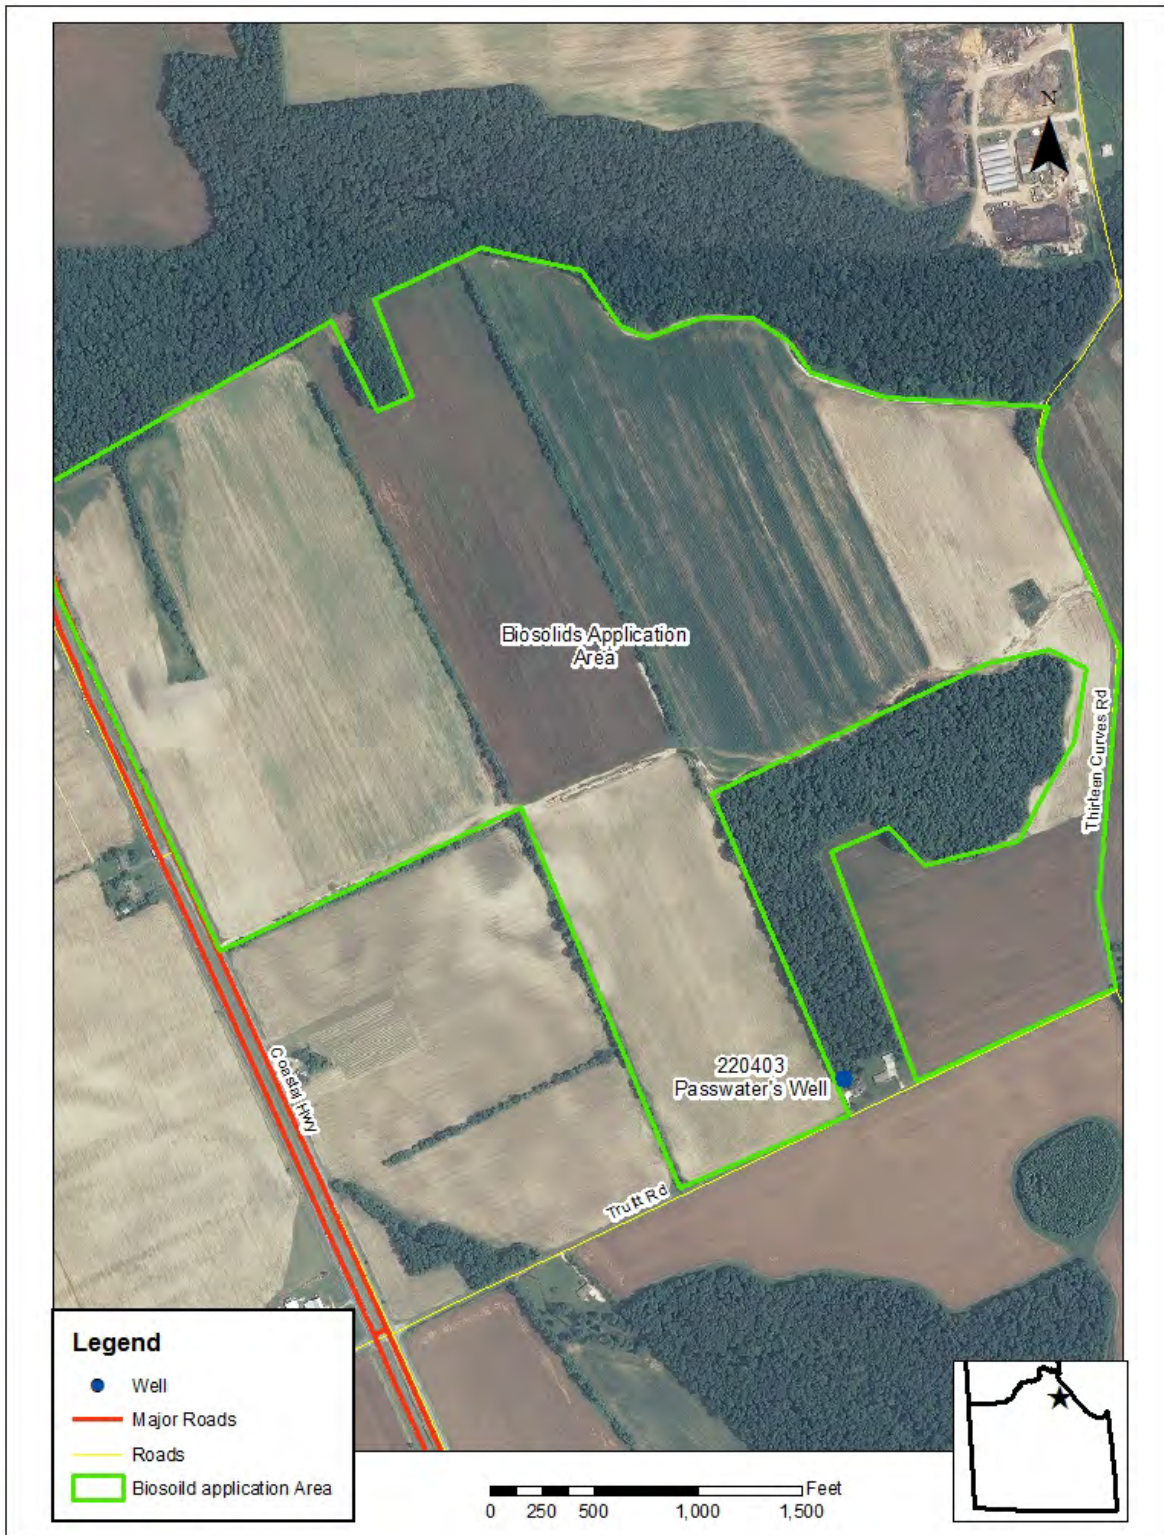 N
Biosolids Application
Area
Thirteen Curves Rd
220403
Passwater's Well
Coastal Hwy
Truitt Rd
Legend
Well
Major Roads
Roads
Biosoild application Area
Feet
0 250 500 1,000 1,500